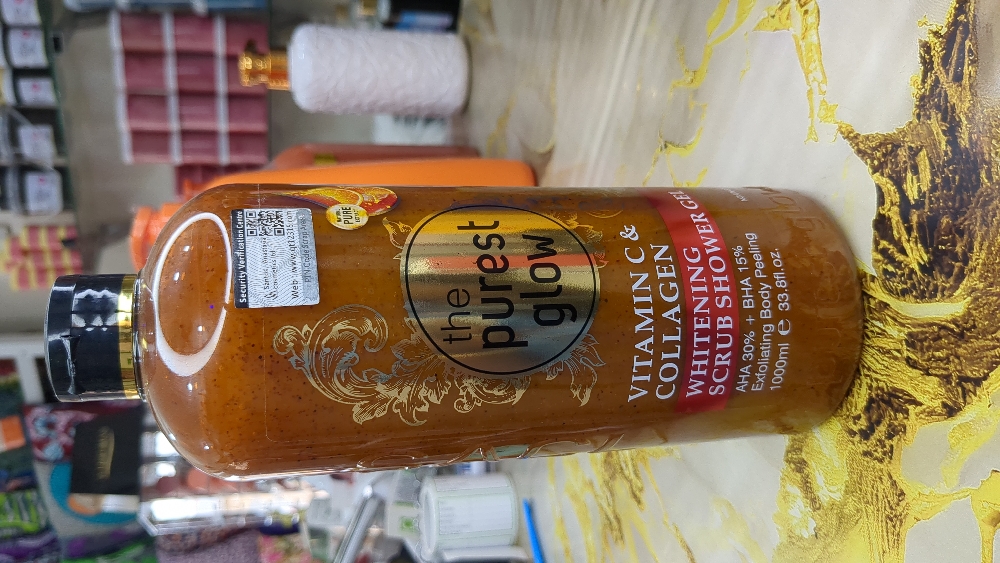 the
purest
glow
VITAMIN C &
COLLAGEN
WHITENING
SCRUB SHOWER GEL
AHA 30% + BHA 15%
Exfoliating Body Peeling
1000ml e 33.8fl.oz.
PURE
Security Verification Centre